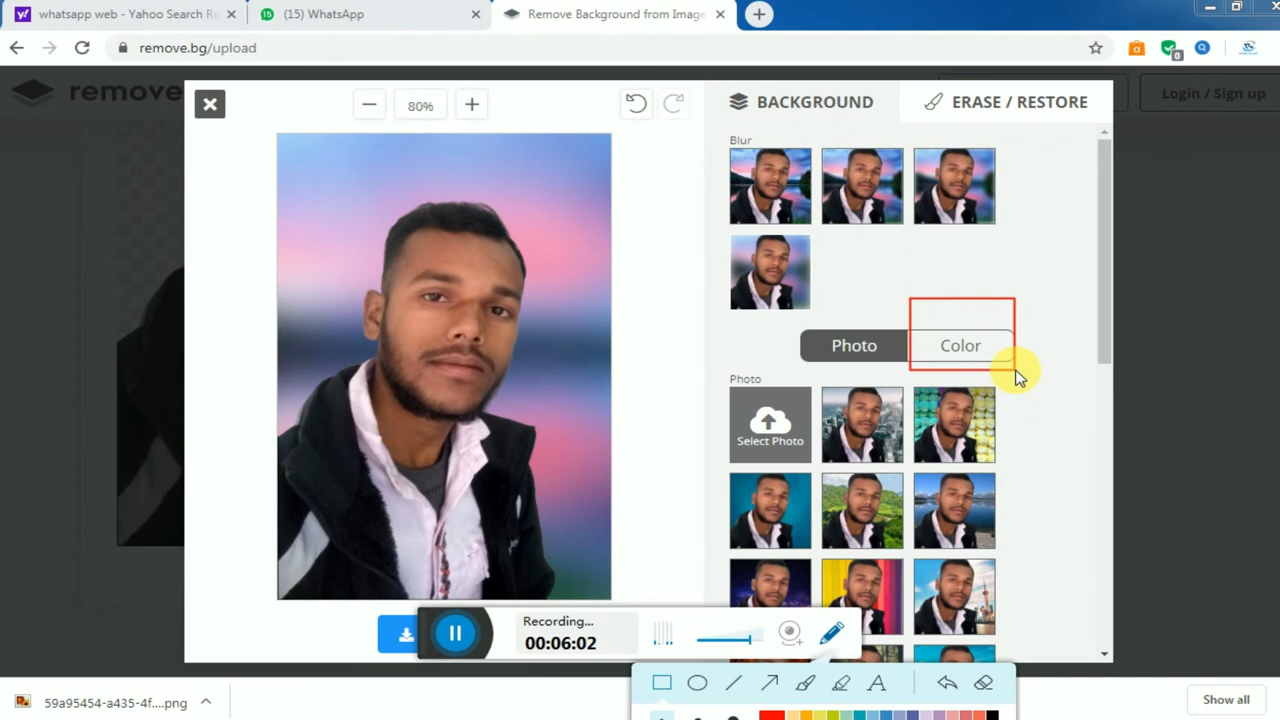 whatsapp web - Yahoo Search Re
(15) WhatsApp
Remove Background from Image
remove.bg/upload
remove
Login / Sign up
80%
BACKGROUND
ERASE / RESTORE
Blur
Photo
Color
Photo
Select Photo
Recording...
00:06:02
A
59a95454-a435-4f....png
Show all